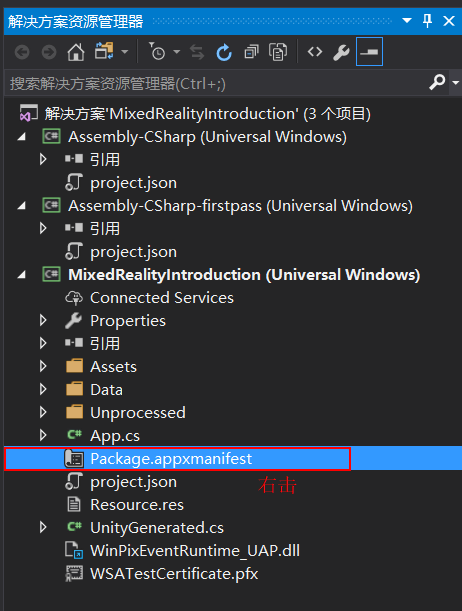 解决方案资源管理器
搜索解决方案资源管理器(Ctrl+;)
解决方案'MixedRealityIntroduction' (3 个项目)
Assembly-CSharp (Universal Windows)
引用
project.json
Assembly-CSharp-firstpass (Universal Windows)
引用
project.json
MixedRealityIntroduction (Universal Windows)
Connected Services
Properties
引用
Assets
Data
Unprocessed
App.cs
Package.appxmanifest
project.json
右击
Resource.res
UnityGenerated.cs
WinPixEventRuntime_UAP.dll
WSATestCertificate.pfx